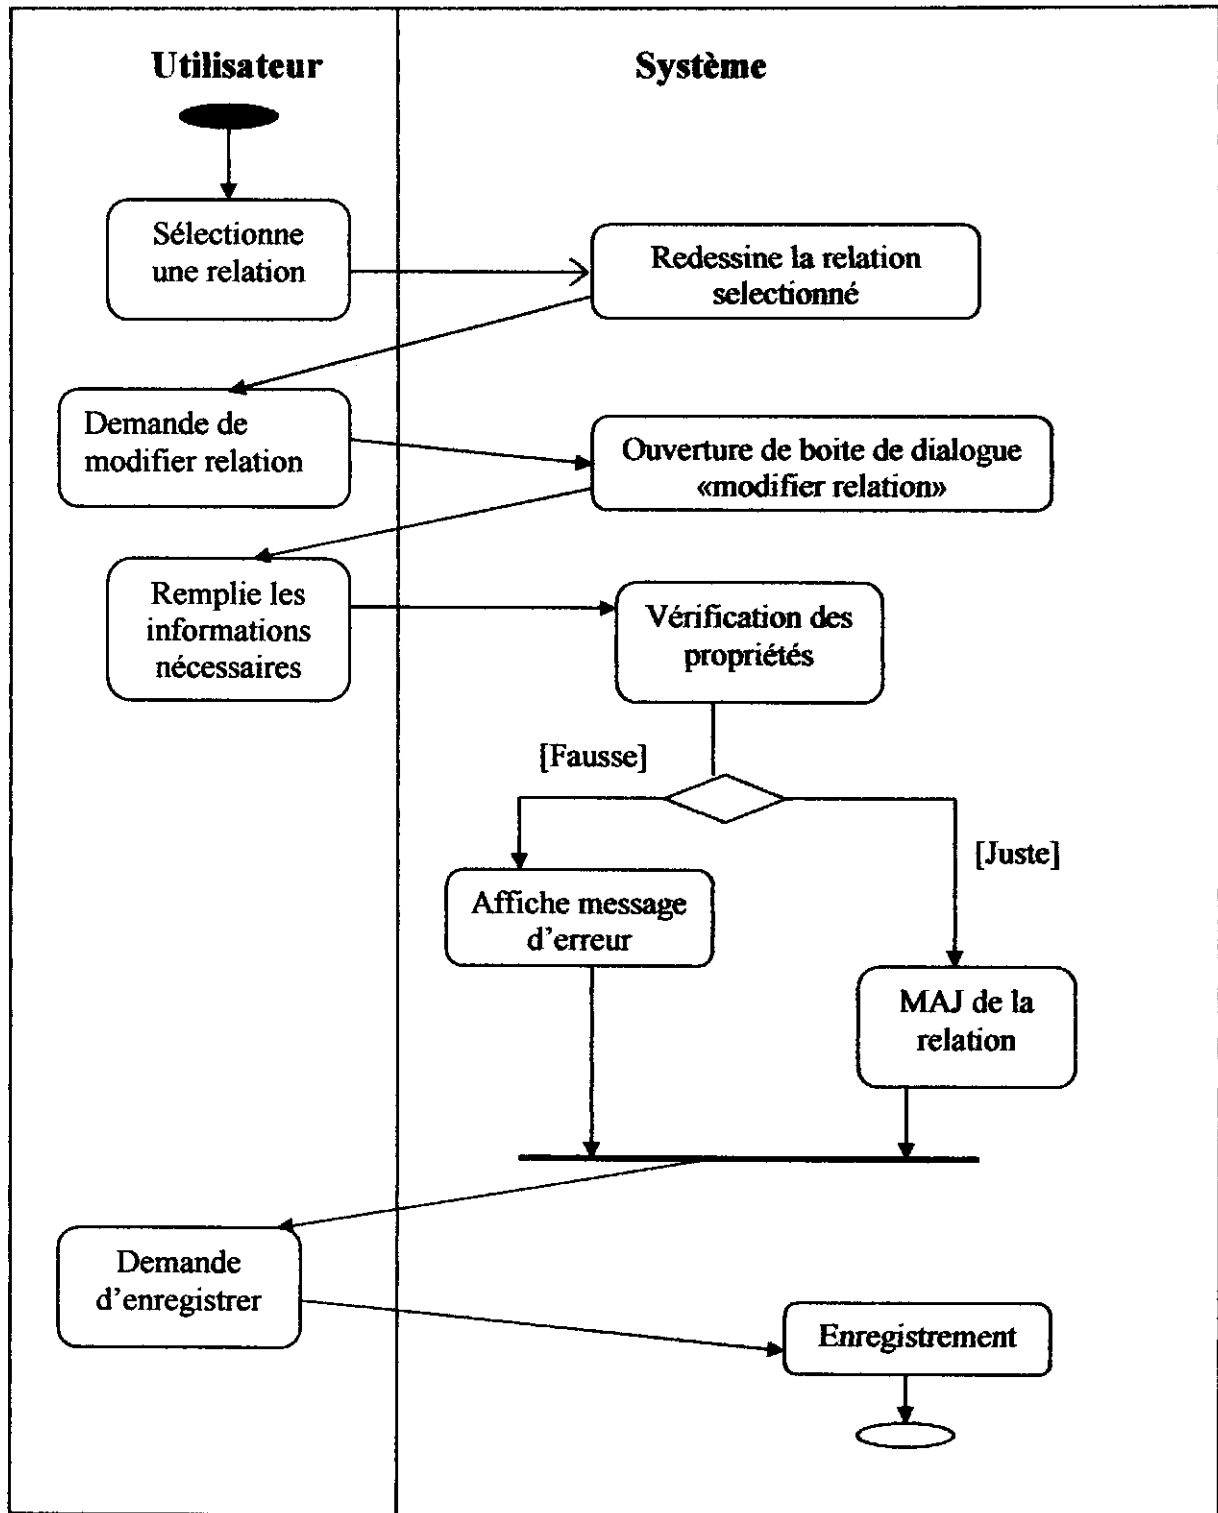 Utilisateur
Système
Sélectionne
une relation
Redessine la relation
selectionné
Demande de
modifier relation
Ouverture de boite de dialogue
«modifier relation»
Remplie les
informations
nécessaires
Vérification des
propriétés
[Fausse]
[Juste]
Affiche message
d'erreur
MAJ de la
relation
Demande
d'enregistrer
Enregistrement